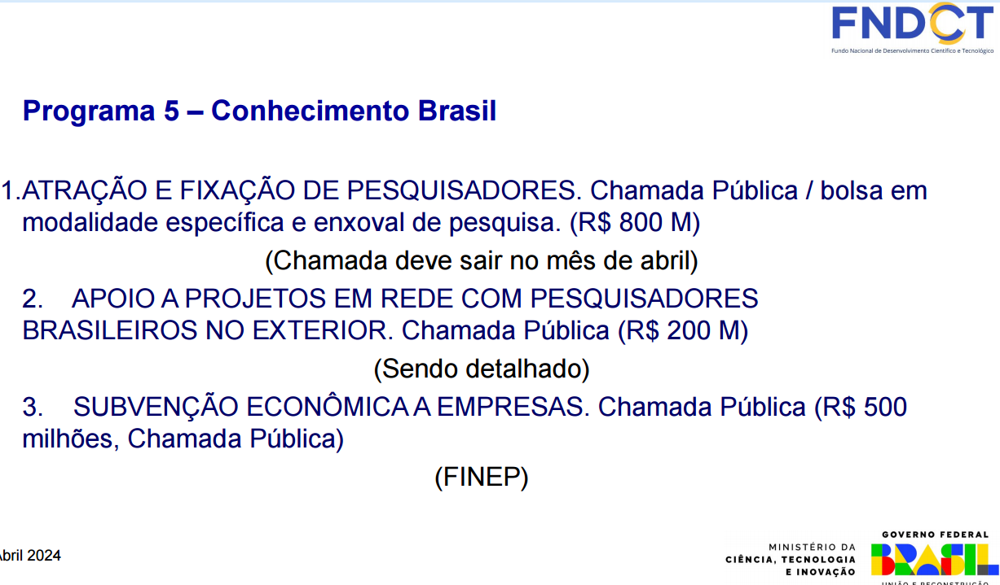 FNDCT
Fundo Nacional de Desenvolvimento Científico e Tecnológico
Programa 5 – Conhecimento Brasil
1.ATRAÇÃO E FIXAÇÃO DE PESQUISADORES. Chamada Pública / bolsa em
modalidade específica e enxoval de pesquisa. (R$ 800 M)
(Chamada deve sair no mês de abril)
2. APOIO A PROJETOS EM REDE COM PESQUISADORES
BRASILEIROS NO EXTERIOR. Chamada Pública (R$ 200 M)
(Sendo detalhado)
3. SUBVENÇÃO ECONÔMICA A EMPRESAS. Chamada Pública (R$ 500
milhões, Chamada Pública)
(FINEP)
Abril 2024
MINISTÉRIO DA
CIÊNCIA, TECNOLOGIA
E INOVAÇÃO
GOVERNO FEDERAL
BRASIL
UNIÃO E RECONSTRUÇÃO